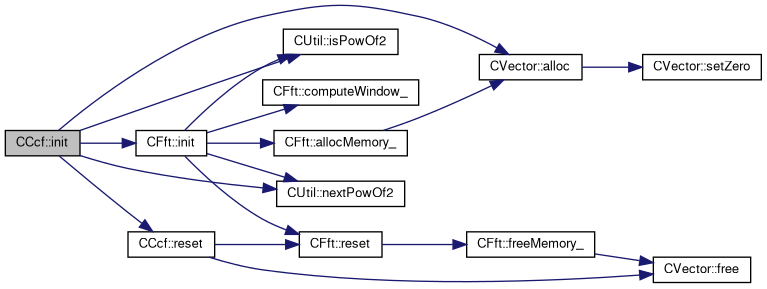 CUtil::isPowOf2
CVector::alloc
CVector::setZero
CFft::computeWindow_
CCcf::init
CFft::init
CFft::allocMemory_
CUtil::nextPowOf2
CCcf::reset
CFft::reset
CFft::freeMemory_
CVector::free